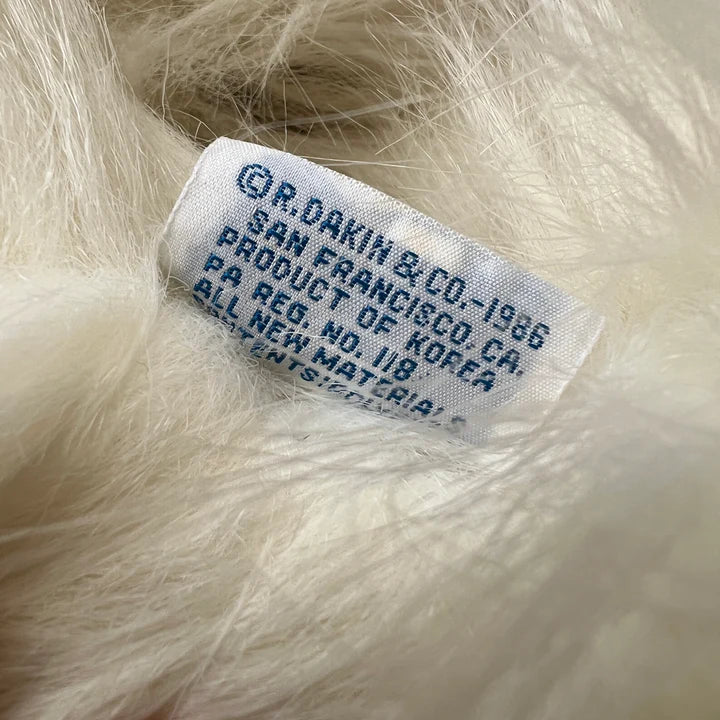 © R. DAKIN & CO.-1986
SAN FRANCISCO, CA.
PRODUCT OF KOREA
PA REG. NO. 118
ALL NEW MATERIALS